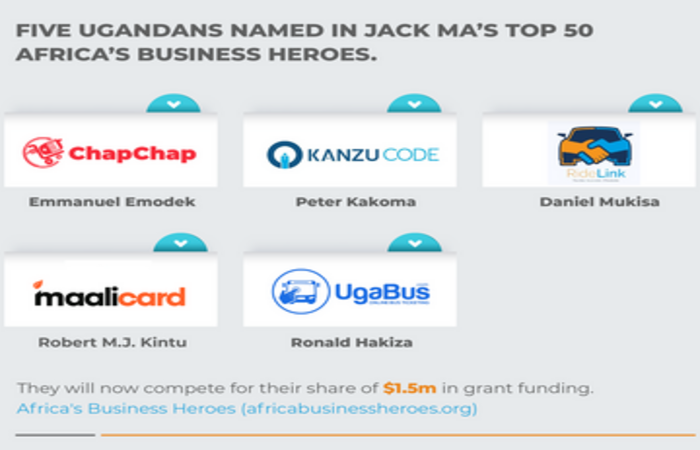 FIVE UGANDANS NAMED IN JACK MA'S TOP 50
AFRICA'S BUSINESS HEROES.
ChapChap
KANZU CODE
RideLink
Emmanuel Emodek
Peter Kakoma
Daniel Mukisa
maalicard
UgaBus
ONLINE BUS TICKETING
Robert M.J. Kintu
Ronald Hakiza
They will now compete for their share of $1.5m in grant funding.
Africa's Business Heroes (africabusinessheroes.org)